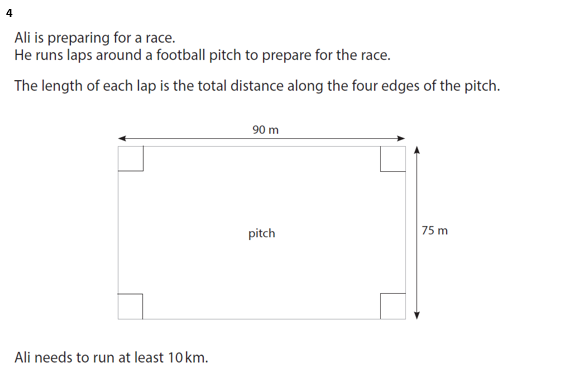 4
Ali is preparing for a race.
He runs laps around a football pitch to prepare for the race.
The length of each lap is the total distance along the four edges of the pitch.
90 m
pitch
75 m
Ali needs to run at least 10 km.